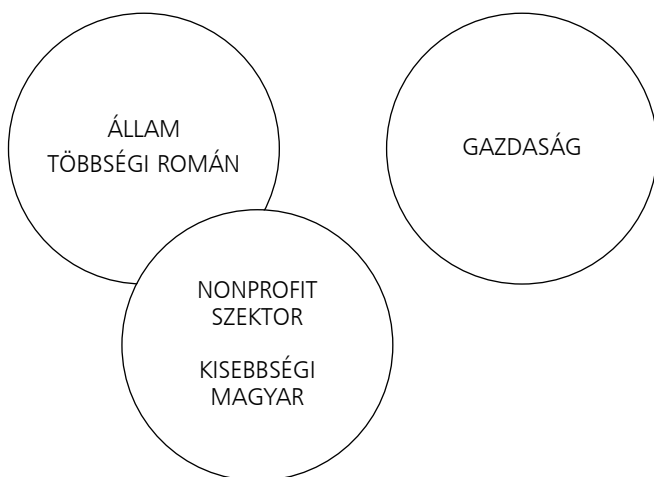 ÁLLAM
TÖBBSÉGI ROMÁN
GAZDASÁG
NONPROFIT
SZEKTOR
KISEBBSÉGI
MAGYAR